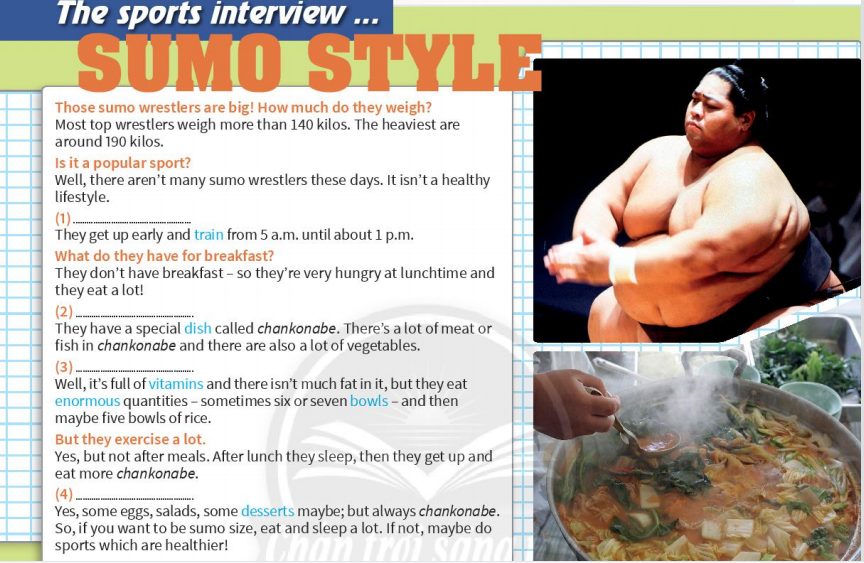 The sports interview ...
SUMO STYLE
Those sumo wrestlers are big! How much do they weigh?
Most top wrestlers weigh more than 140 kilos. The heaviest are
around 190 kilos.
Is it a popular sport?
Well, there aren't many sumo wrestlers these days. It isn't a healthy
lifestyle.
(1) ........................................
They get up early and train from 5 a.m. until about 1 p.m.
What do they have for breakfast?
They don't have breakfast – so they're very hungry at lunchtime and
they eat a lot!
(2) ........................................
They have a special dish called chankonabe. There's a lot of meat or
fish in chankonabe and there are also a lot of vegetables.
(3) ........................................
Well, it's full of vitamins and there isn't much fat in it, but they eat
enormous quantities – sometimes six or seven bowls – and then
maybe five bowls of rice.
But they exercise a lot.
Yes, but not after meals. After lunch they sleep, then they get up and
eat more chankonabe.
(4) ........................................
Yes, some eggs, salads, some desserts maybe; but always chankonabe.
So, if you want to be sumo size, eat and sleep a lot. If not, maybe do
sports which are healthier!
Chân trời sáng